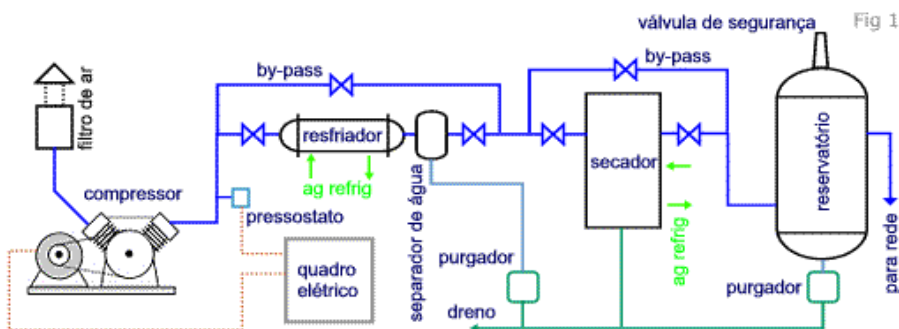 válvula de segurança
Fig 1
by-pass
by-pass
filtro de ar
resfriador
ag refrig
separador de água
secador
ag refrig
reservatório
para rede
compressor
pressostato
quadro
elétrico
purgador
purgador
dreno